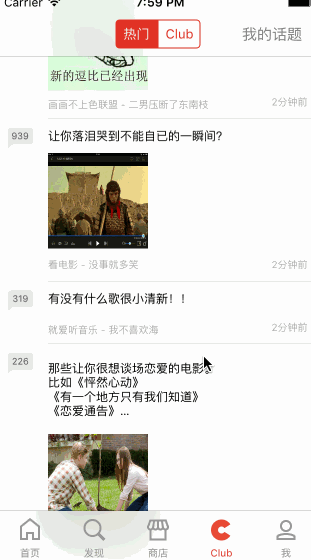 Carrier 7:59 PM
热门 Club 我的话题
新的逗比已经出现
画画不上色联盟 - 二男压断了东南枝 2分钟前
939 让你落泪哭到不能自已的一瞬间?
看电影 - 没事就多笑 2分钟前
319 有没有什么歌很小清新！！
就爱听音乐 - 我不喜欢海 2分钟前
226 那些让你很想谈场恋爱的电影
比如《怦然心动》
《有一个地方只有我们知道》
《恋爱通告》...
首页 发现 商店 Club 我